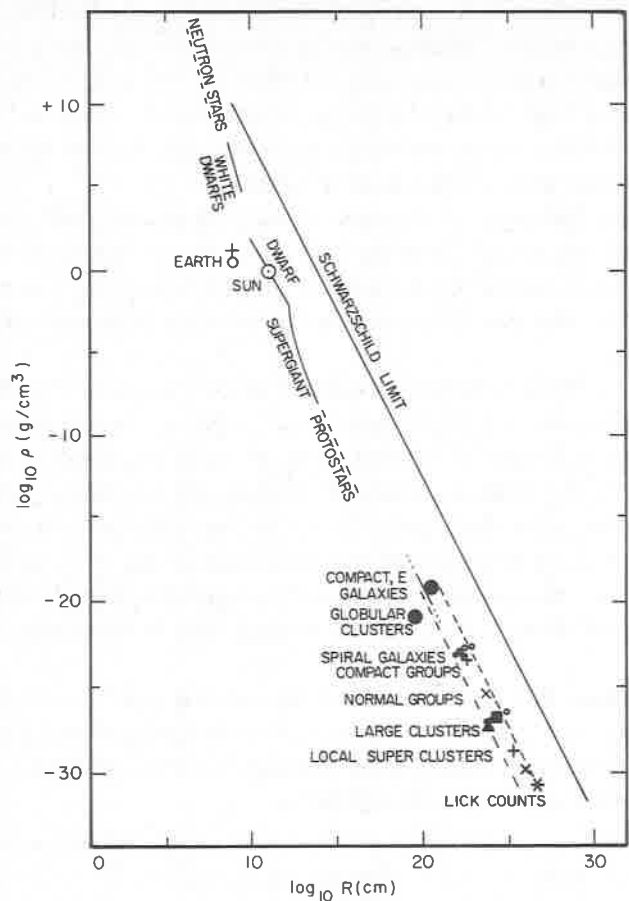 NEUTRON STARS
+10
WHITE
DWARFS
EARTH
DWARF
SUN
0
SCHWARZSCHILD LIMIT
SUPERGIANT
PROTOSTARS
-10
log₁₀ ρ (g/cm³)
COMPACT, E
GALAXIES
-20
GLOBULAR
CLUSTERS
SPIRAL GALAXIES
COMPACT GROUPS
NORMAL GROUPS
LARGE CLUSTERS
LOCAL SUPER CLUSTERS
-30
LICK COUNTS
0 10 20 30
log₁₀ R (cm)